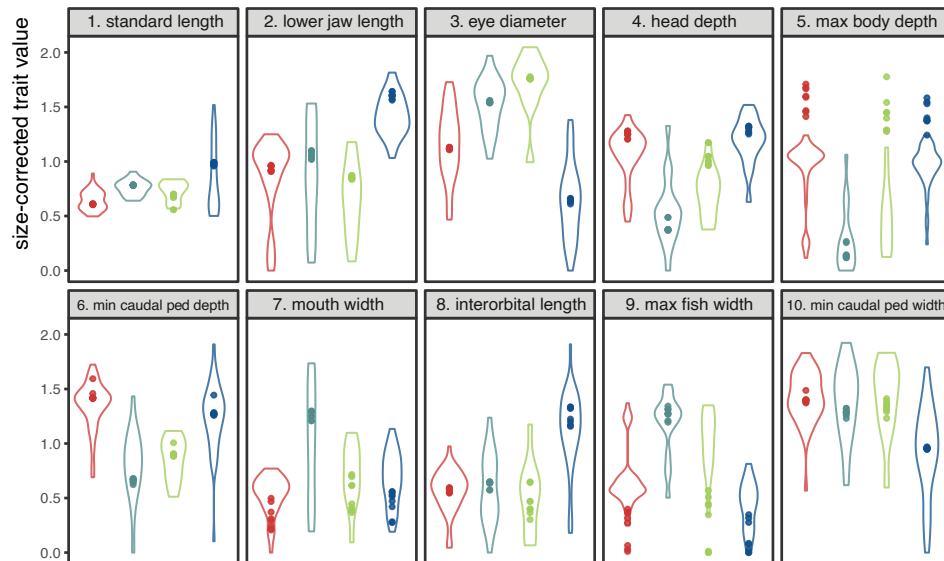 size-corrected trait value
1. standard length
2. lower jaw length
3. eye diameter
4. head depth
5. max body depth
2.0
1.5
1.0
0.5
0.0
6. min caudal ped depth
7. mouth width
8. interorbital length
9. max fish width
10. min caudal ped width
2.0
1.5
1.0
0.5
0.0